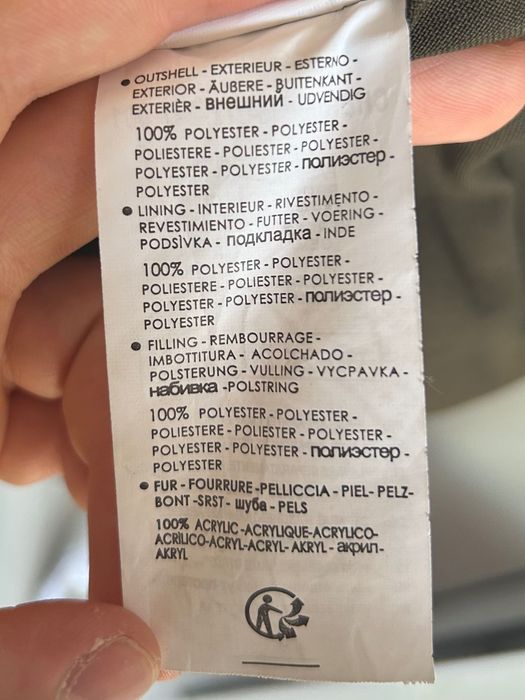 • OUTSHELL - EXTERIEUR - ESTERNO -
EXTERIOR - ÄUßERE - BUITENKANT -
EXTERIÈR - внешний - UDVENDIG
100% POLYESTER - POLYESTER -
POLIESTERE - POLIESTER - POLYESTER -
POLYESTER - POLYESTER - полиэстер -
POLYESTER
• LINING - INTERIEUR - RIVESTIMENTO -
REVESTIMIENTO - FUTTER - VOERING -
PODSÌVKA - подкладка - INDE
100% POLYESTER - POLYESTER -
POLIESTERE - POLIESTER - POLYESTER -
POLYESTER - POLYESTER - полиэстер -
POLYESTER
• FILLING - REMBOURRAGE -
IMBOTTITURA - ACOLCHADO -
POLSTERUNG - VULLING - VYCPAVKA -
набивка -POLSTRING
100% POLYESTER - POLYESTER -
POLIESTERE - POLIESTER - POLYESTER -
POLYESTER - POLYESTER - полиэстер -
POLYESTER
• FUR - FOURRURE -PELLICCIA - PIEL- PELZ-
BONT -SRST- шуба - PELS
100% ACRYLIC -ACRYLIQUE-ACRYLICO-
ACRÌLICO-ACRYL-ACRYL- AKRYL - акрил-
AKRYL